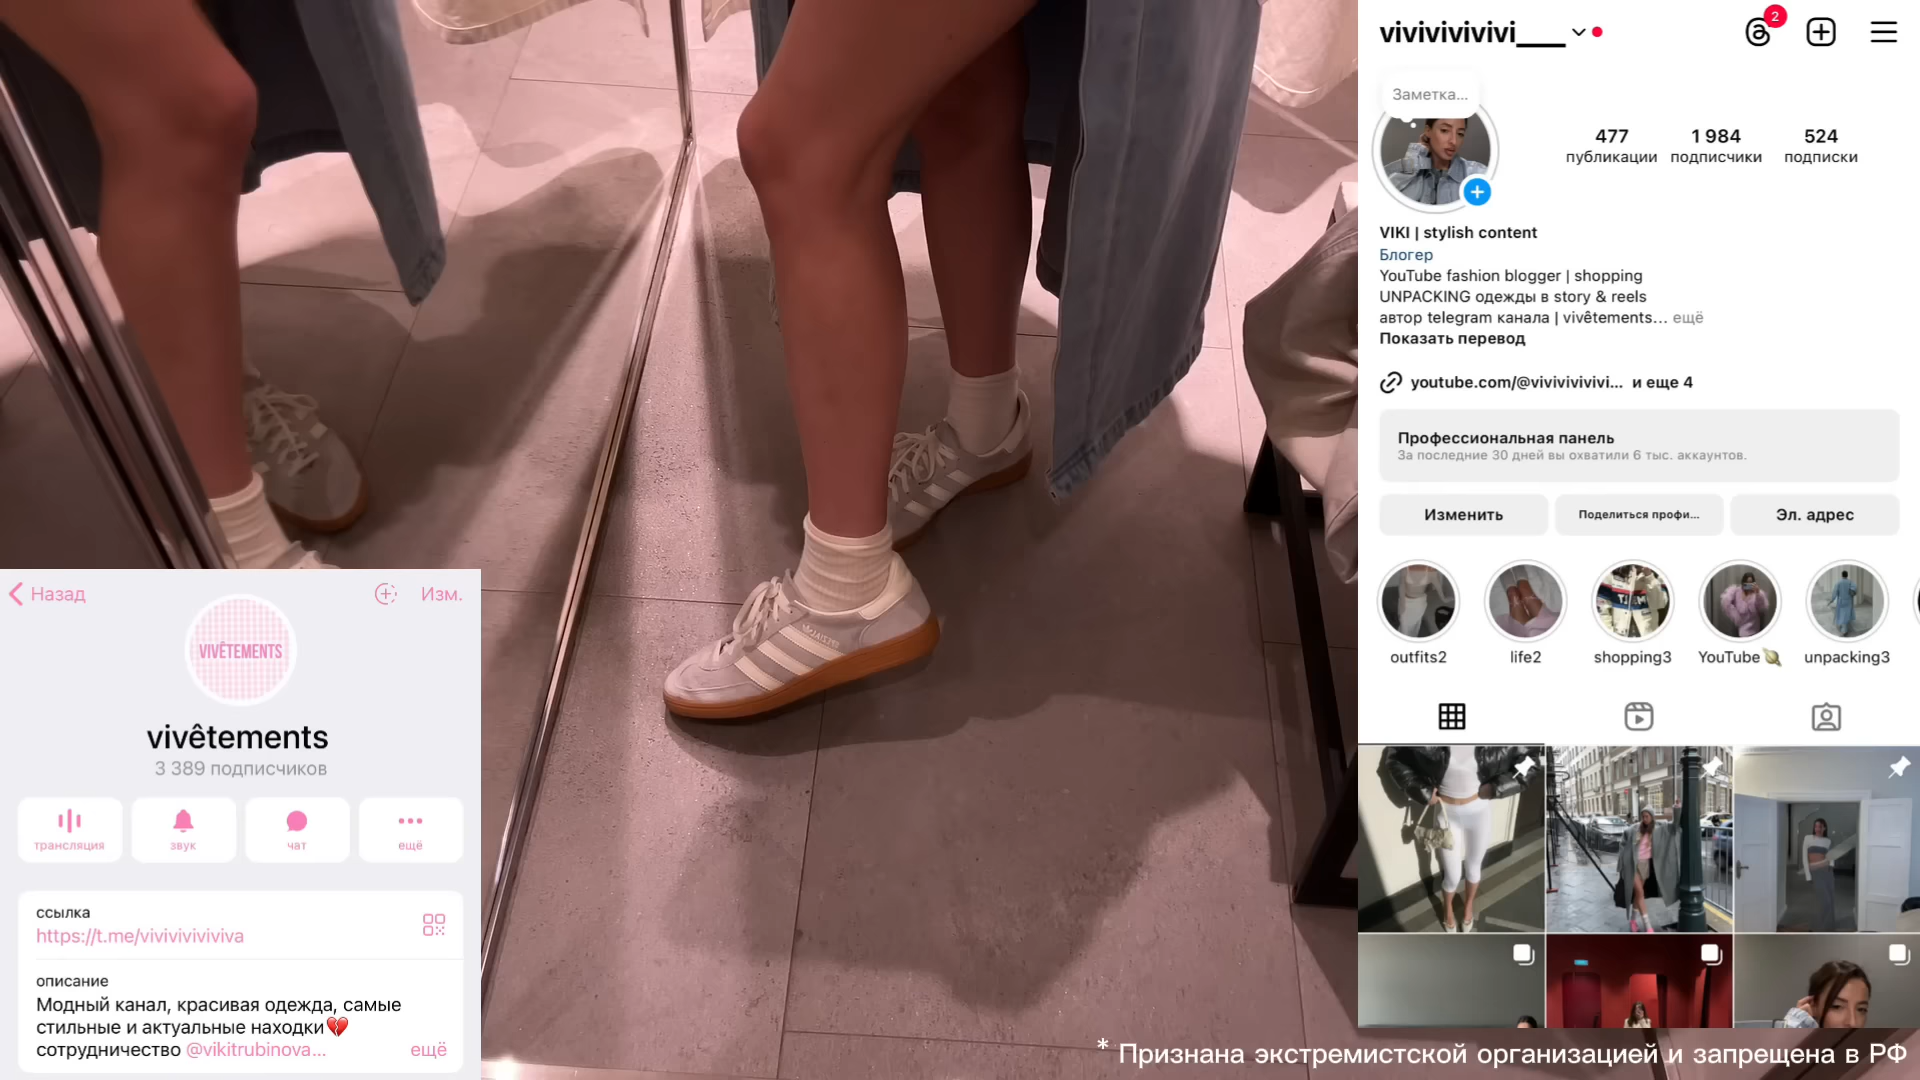 vivivivivivi____
2
Заметка...
477
публикации
1 984
подписчики
524
подписки
VIKI | stylish content
Блогер
YouTube fashion blogger | shopping
UNPACKING одежды в story & reels
автор telegram канала | vivêtements... ещё
Показать перевод
youtube.com/@vivivivivivi... и еще 4
Профессиональная панель
За последние 30 дней вы охватили 6 тыс. аккаунтов.
Изменить
Поделиться профи...
Эл. адрес
outfits2
life2
shopping3
YouTube🪐
unpacking3
Назад
Изм.
VIVÊTEMENTS
vivêtements
3 389 подписчиков
трансляция
звук
чат
ещё
ссылка
https://t.me/viviviviviviva
описание
Модный канал, красивая одежда, самые
стильные и актуальные находки💔
сотрудничество @vikitrubinova... ещё
* Признана экстремистской организацией и запрещена в РФ